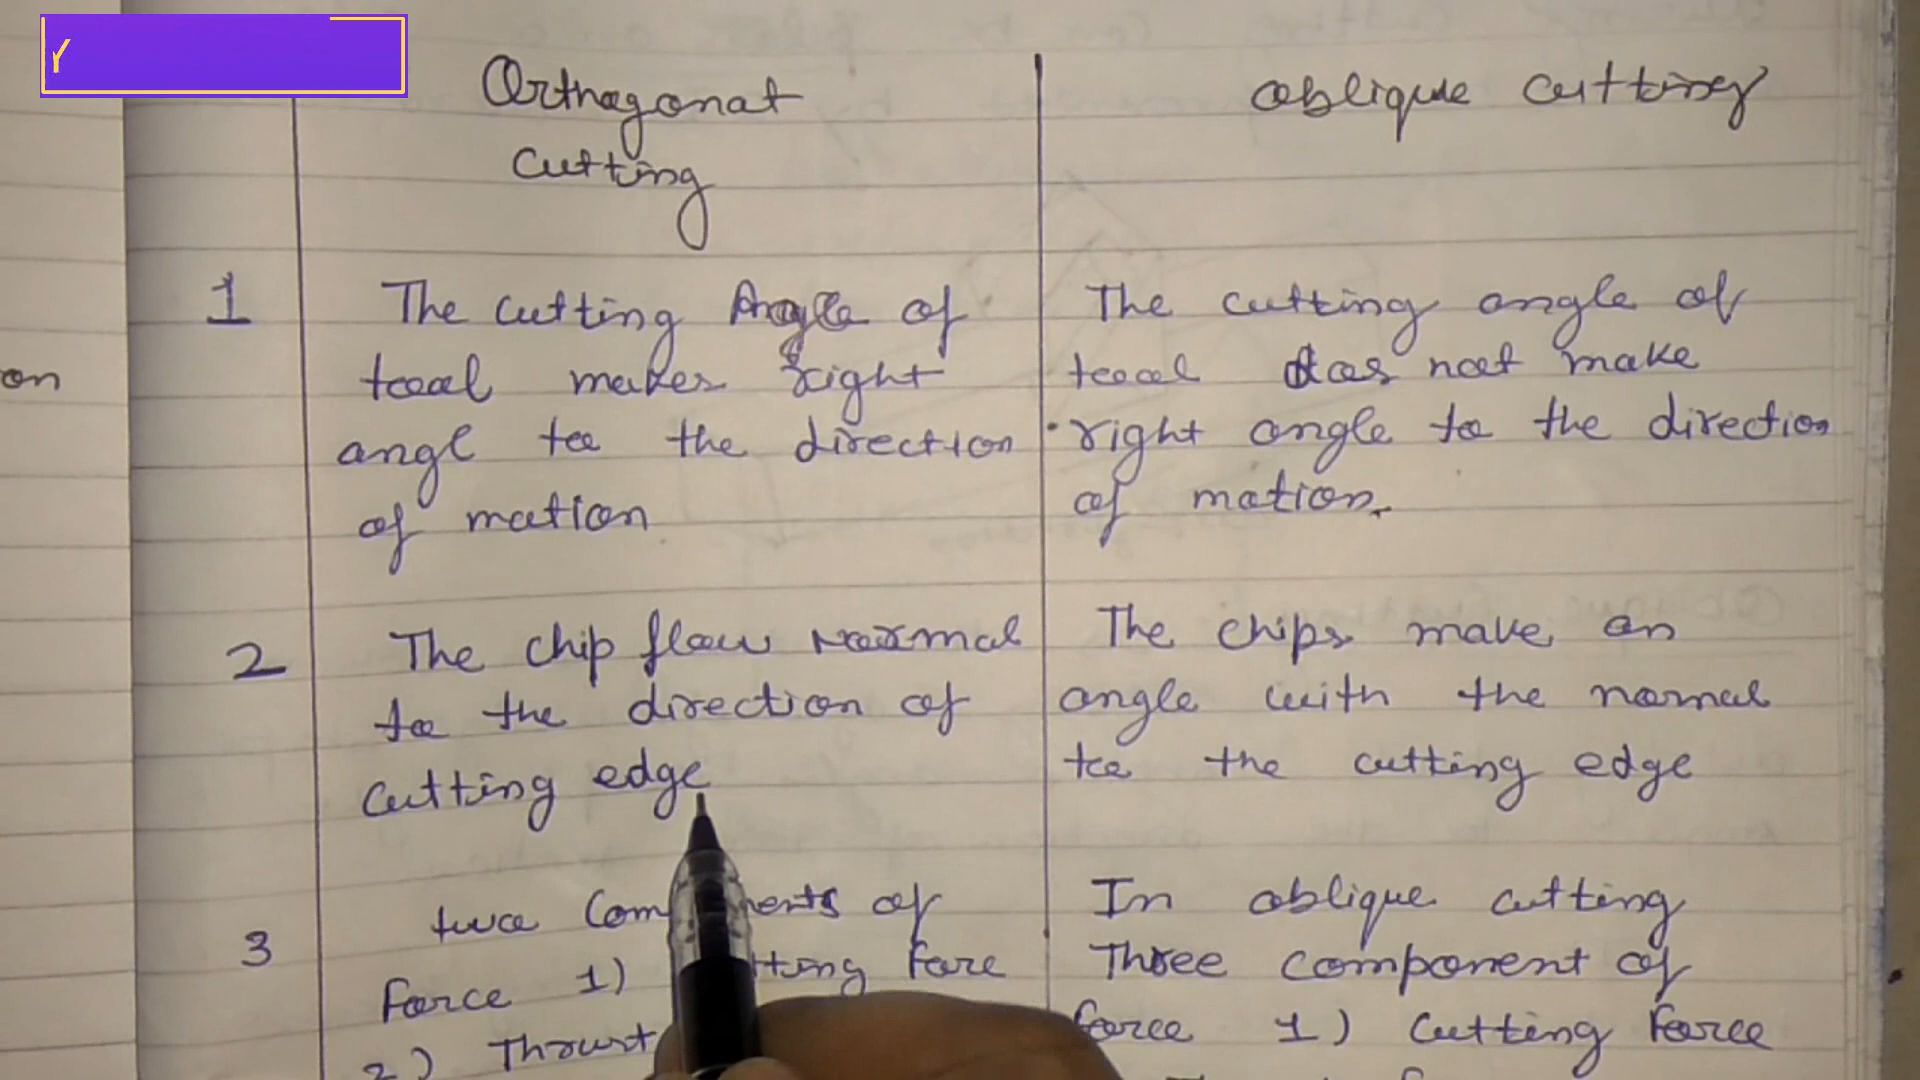 Y
on
Orthogonal
Cutting
Oblique cutting
1
The Cutting Angle of
tool makes right
angl to the direction
of motion
The cutting angle of
tool does not make
right angle to the direction
of motion.
2
The chip flow Normal
to the direction of
Cutting edge
The chips make an
angle with the normal
to the cutting edge
3
two of
force 1) force
2) Thrust
In oblique cutting
Three component of
force 1) Cutting force